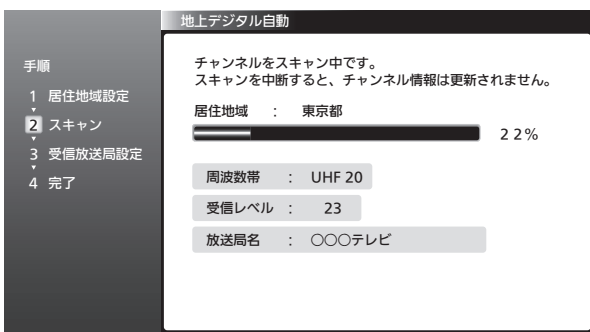 地上デジタル自動
手順
1 居住地域設定
2 スキャン
3 受信放送局設定
4 完了
チャンネルをスキャン中です。
スキャンを中断すると、チャンネル情報は更新されません。
居住地域 : 東京都
22%
周波数帯 : UHF 20
受信レベル : 23
放送局名 : 〇〇〇テレビ